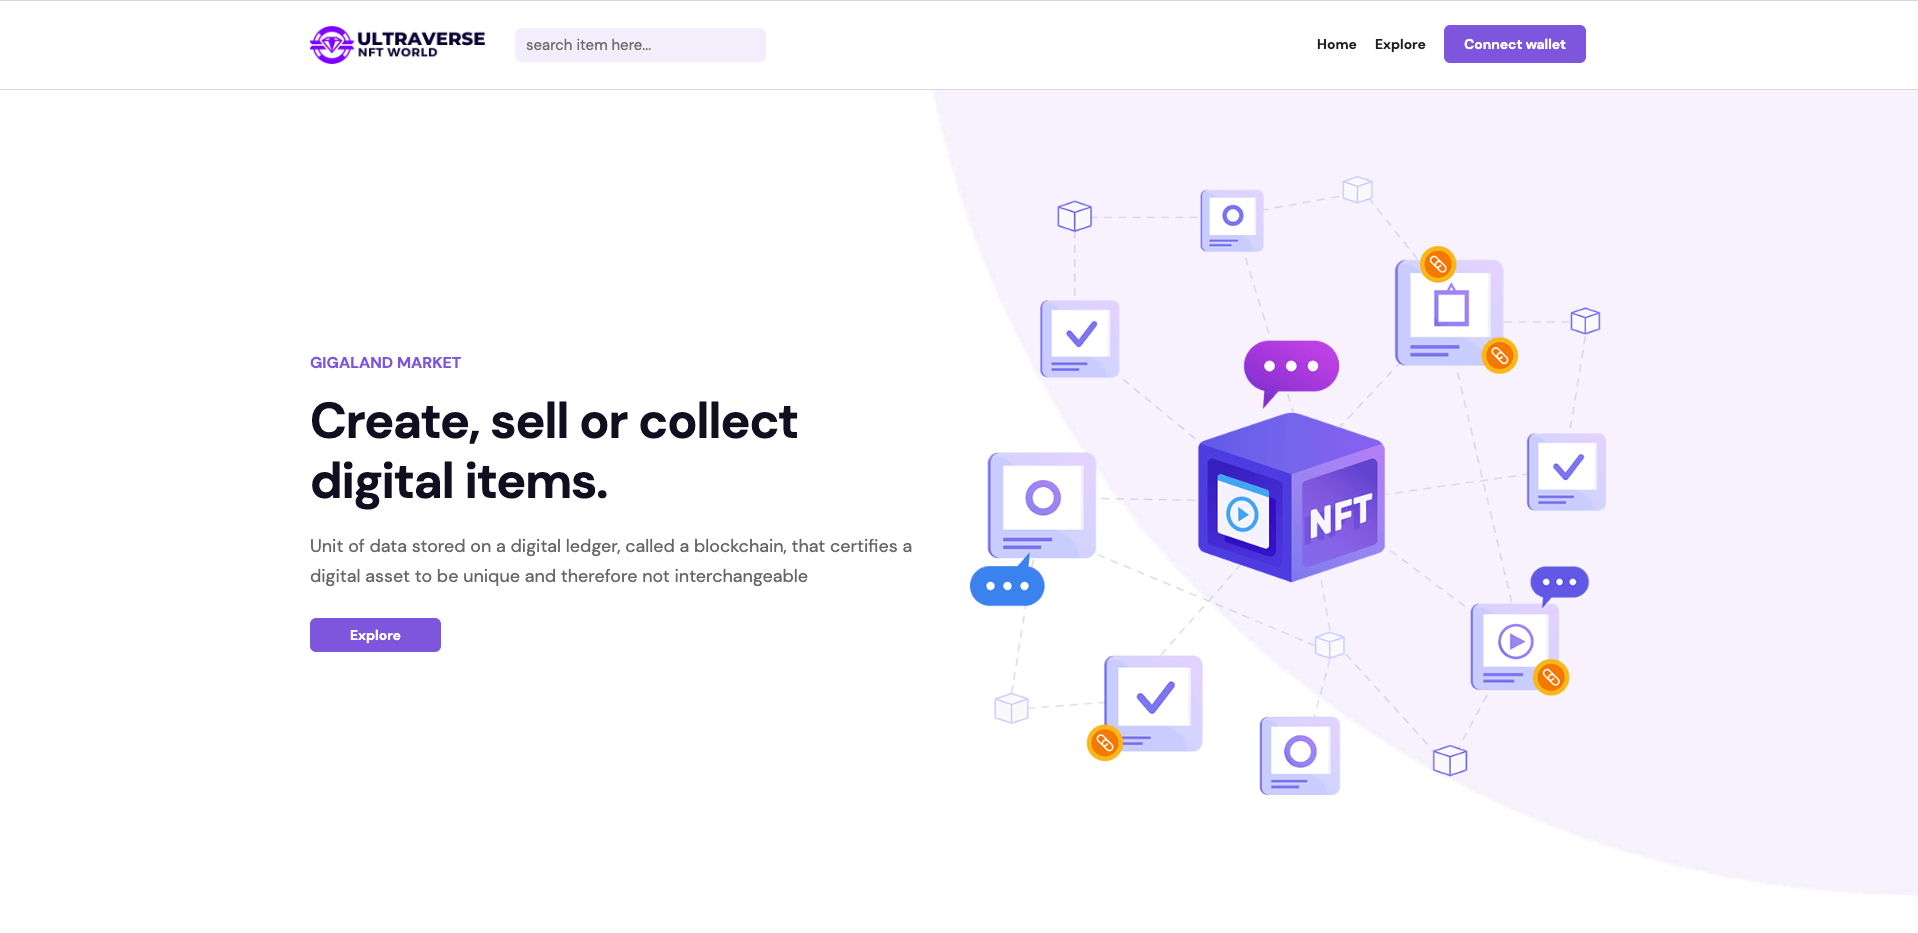 ULTRAVERSE
NFT WORLD
search item here...
Home
Explore
Connect wallet
GIGALAND MARKET
Create, sell or collect
digital items.
Unit of data stored on a digital ledger, called a blockchain, that certifies a
digital asset to be unique and therefore not interchangeable
Explore
NFT